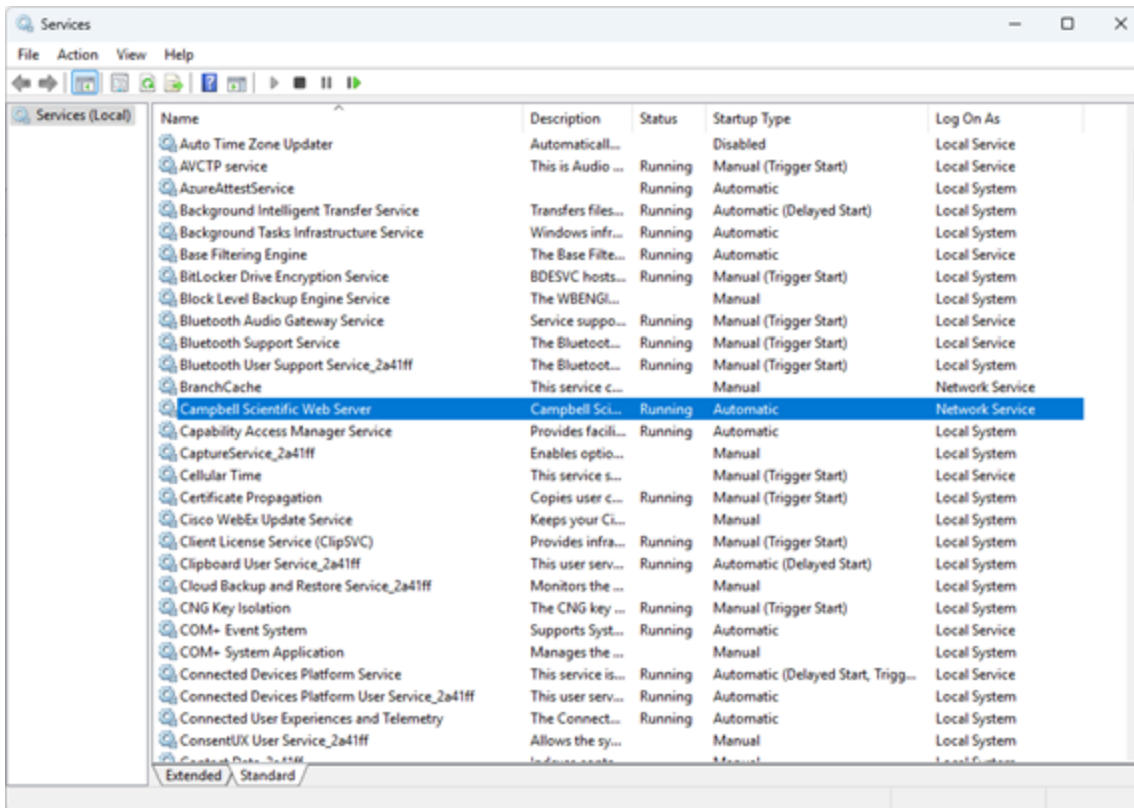 Services
File Action View Help
Services (Local)
Name Description Status Startup Type Log On As
Auto Time Zone Updater Automaticall... Disabled Local Service
AVCTP service This is Audio ... Running Manual (Trigger Start) Local Service
AzureAttestService Running Automatic Local System
Background Intelligent Transfer Service Transfers files... Running Automatic (Delayed Start) Local System
Background Tasks Infrastructure Service Windows infr... Running Automatic Local System
Base Filtering Engine The Base Filte... Running Automatic Local Service
BitLocker Drive Encryption Service BDESVC hosts... Running Manual (Trigger Start) Local System
Block Level Backup Engine Service The WBENGI... Manual Local System
Bluetooth Audio Gateway Service Service suppo... Running Manual (Trigger Start) Local Service
Bluetooth Support Service The Bluetoot... Running Manual (Trigger Start) Local Service
Bluetooth User Support Service_2a41ff The Bluetoot... Running Manual (Trigger Start) Local System
BranchCache This service c... Manual Network Service
Campbell Scientific Web Server Campbell Sci... Running Automatic Network Service
Capability Access Manager Service Provides facili... Running Automatic Local System
CaptureService_2a41ff Enables optio... Manual Local System
Cellular Time This service s... Manual (Trigger Start) Local Service
Certificate Propagation Copies user c... Running Manual (Trigger Start) Local System
Cisco WebEx Update Service Keeps your Ci... Manual Local System
Client License Service (ClipSVC) Provides infra... Running Manual (Trigger Start) Local System
Clipboard User Service_2a41ff This user serv... Running Automatic (Delayed Start) Local System
Cloud Backup and Restore Service_2a41ff Monitors the ... Manual Local System
CNG Key Isolation The CNG key ... Running Manual (Trigger Start) Local System
COM+ Event System Supports Syst... Running Automatic Local Service
COM+ System Application Manages the ... Manual Local System
Connected Devices Platform Service This service is... Running Automatic (Delayed Start, Trigg... Local Service
Connected Devices Platform User Service_2a41ff This user serv... Running Automatic Local System
Connected User Experiences and Telemetry The Connect... Running Automatic Local System
ConsentUX User Service_2a41ff Allows the sy... Manual Local System
Extended Standard